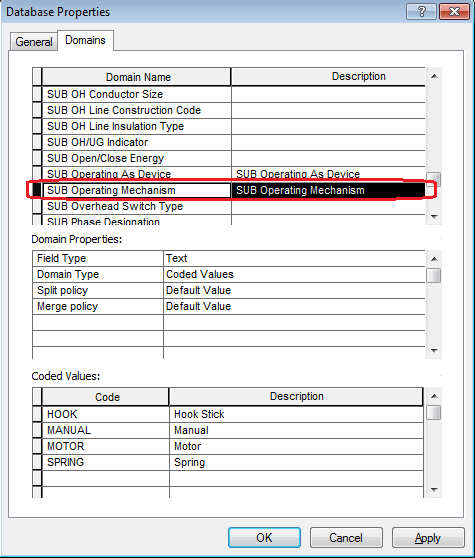 Database Properties
General Domains
Domain Name Description
SUB OH Conductor Size
SUB OH Line Construction Code
SUB OH Line Insulation Type
SUB OH/UG Indicator
SUB Open/Close Energy
SUB Operating As Device SUB Operating As Device
SUB Operating Mechanism SUB Operating Mechanism
SUB Overhead Switch Type
SUB Phase Designation
Domain Properties:
Field Type Text
Domain Type Coded Values
Split policy Default Value
Merge policy Default Value
Coded Values:
Code Description
HOOK Hook Stick
MANUAL Manual
MOTOR Motor
SPRING Spring
OK Cancel Apply